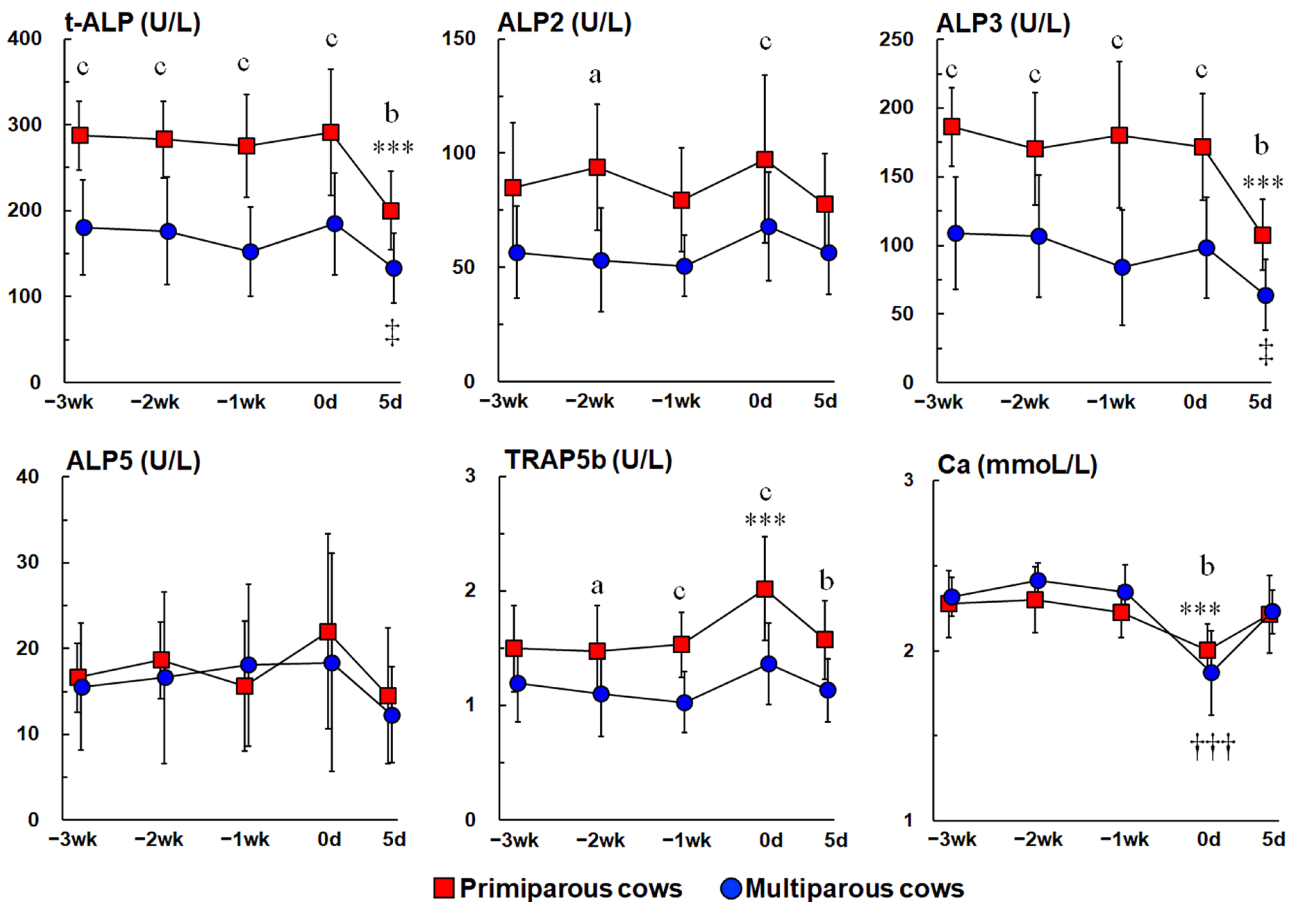 t-ALP (U/L)
400
300
200
100
0
c
c
c
c
b
***
‡
−3wk
−2wk
−1wk
0d
5d
ALP2 (U/L)
150
100
50
0
a
c
−3wk
−2wk
−1wk
0d
5d
ALP3 (U/L)
250
200
150
100
50
0
c
c
c
c
b
***
‡
−3wk
−2wk
−1wk
0d
5d
ALP5 (U/L)
40
30
20
10
0
−3wk
−2wk
−1wk
0d
5d
TRAP5b (U/L)
3
2
1
0
a
c
c
***
b
−3wk
−2wk
−1wk
0d
5d
Ca (mmoL/L)
3
2
1
b
***
†††
−3wk
−2wk
−1wk
0d
5d
Primiparous cows
Multiparous cows